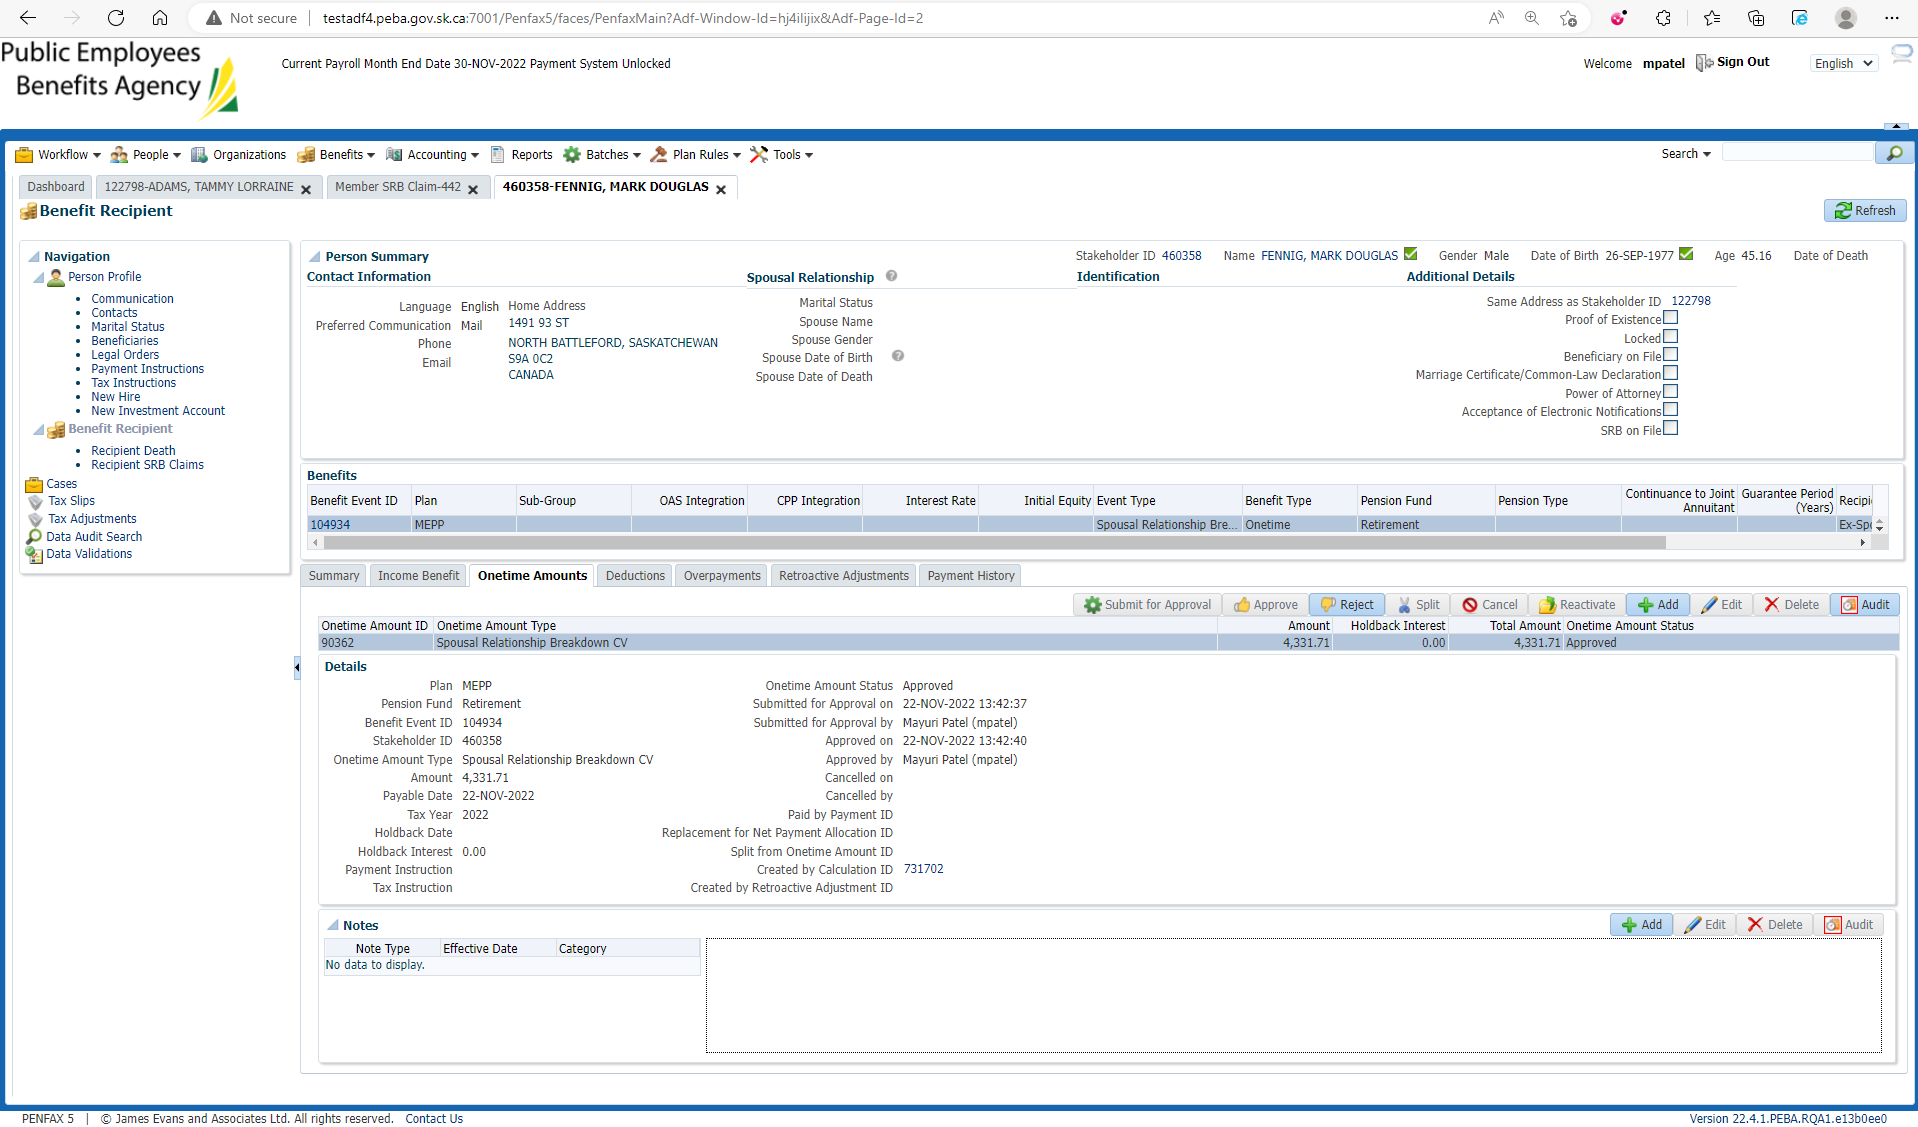 Not secure
testadf4.peba.gov.sk.ca:7001/Penfax5/faces/PenfaxMain?Adf-Window-Id=hj4ilijix&Adf-Page-Id=2
Public Employees
Benefits Agency
Current Payroll Month End Date 30-NOV-2022 Payment System Unlocked
Welcome mpatel Sign Out English
Workflow People Organizations Benefits Accounting Reports Batches Plan Rules Tools Search
Dashboard 122798-ADAMS, TAMMY LORRAINE Member SRB Claim-442 460358-FENNIG, MARK DOUGLAS
Benefit Recipient Refresh
Navigation
Person Profile
Communication
Contacts
Marital Status
Beneficiaries
Legal Orders
Payment Instructions
Tax Instructions
New Hire
New Investment Account
Benefit Recipient
Recipient Death
Recipient SRB Claims
Cases
Tax Slips
Tax Adjustments
Data Audit Search
Data Validations
Person Summary Stakeholder ID 460358 Name FENNIG, MARK DOUGLAS Gender Male Date of Birth 26-SEP-1977 Age 45.16 Date of Death
Contact Information Spousal Relationship Identification Additional Details
Language English Home Address
Preferred Communication Mail 1491 93 ST
Phone NORTH BATTLEFORD, SASKATCHEWAN
Email S9A 0C2
CANADA
Marital Status
Spouse Name
Spouse Gender
Spouse Date of Birth
Spouse Date of Death
Same Address as Stakeholder ID 122798
Proof of Existence
Locked
Beneficiary on File
Marriage Certificate/Common-Law Declaration
Power of Attorney
Acceptance of Electronic Notifications
SRB on File
Benefits
Benefit Event ID Plan Sub-Group OAS Integration CPP Integration Interest Rate Initial Equity Event Type Benefit Type Pension Fund Pension Type Continuance to Joint Annuitant Guarantee Period (Years) Recipi
104934 MEPP Spousal Relationship Bre... Onetime Retirement Ex-Spo
Summary Income Benefit Onetime Amounts Deductions Overpayments Retroactive Adjustments Payment History
Submit for Approval Approve Reject Split Cancel Reactivate Add Edit Delete Audit
Onetime Amount ID Onetime Amount Type Amount Holdback Interest Total Amount Onetime Amount Status
90362 Spousal Relationship Breakdown CV 4,331.71 0.00 4,331.71 Approved
Details
Plan MEPP Onetime Amount Status Approved
Pension Fund Retirement Submitted for Approval on 22-NOV-2022 13:42:37
Benefit Event ID 104934 Submitted for Approval by Mayuri Patel (mpatel)
Stakeholder ID 460358 Approved on 22-NOV-2022 13:42:40
Onetime Amount Type Spousal Relationship Breakdown CV Approved by Mayuri Patel (mpatel)
Amount 4,331.71 Cancelled on
Payable Date 22-NOV-2022 Cancelled by
Tax Year 2022 Paid by Payment ID
Holdback Date Replacement for Net Payment Allocation ID
Holdback Interest 0.00 Split from Onetime Amount ID
Payment Instruction Created by Calculation ID 731702
Tax Instruction Created by Retroactive Adjustment ID
Notes Add Edit Delete Audit
Note Type Effective Date Category
No data to display.
PENFAX 5 | © James Evans and Associates Ltd. All rights reserved. Contact Us Version 22.4.1.PEBA.RQA1.e13b0ee0